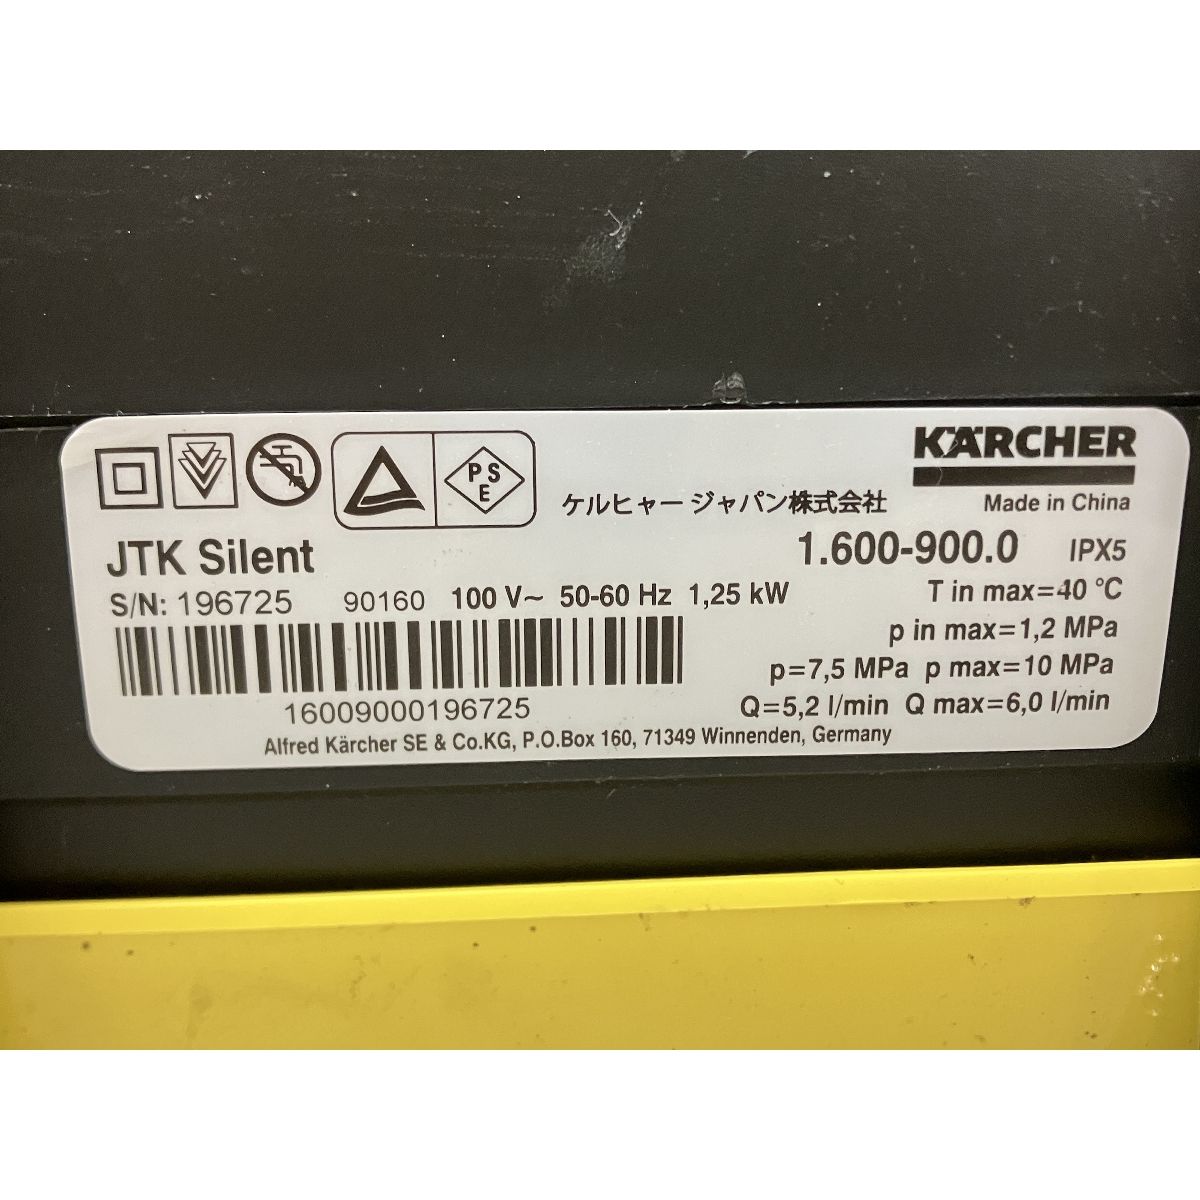 P S
E
KÄRCHER
ケルヒャー ジャパン株式会社
Made in China
JTK Silent
1.600-900.0 IPX5
S/N: 196725 90160 100 V~ 50-60 Hz 1,25 kW
T in max=40 °C
p in max=1,2 MPa
p=7,5 MPa p max=10 MPa
16009000196725
Q=5,2 l/min Q max=6,0 l/min
Alfred Kärcher SE & Co.KG, P.O.Box 160, 71349 Winnenden, Germany